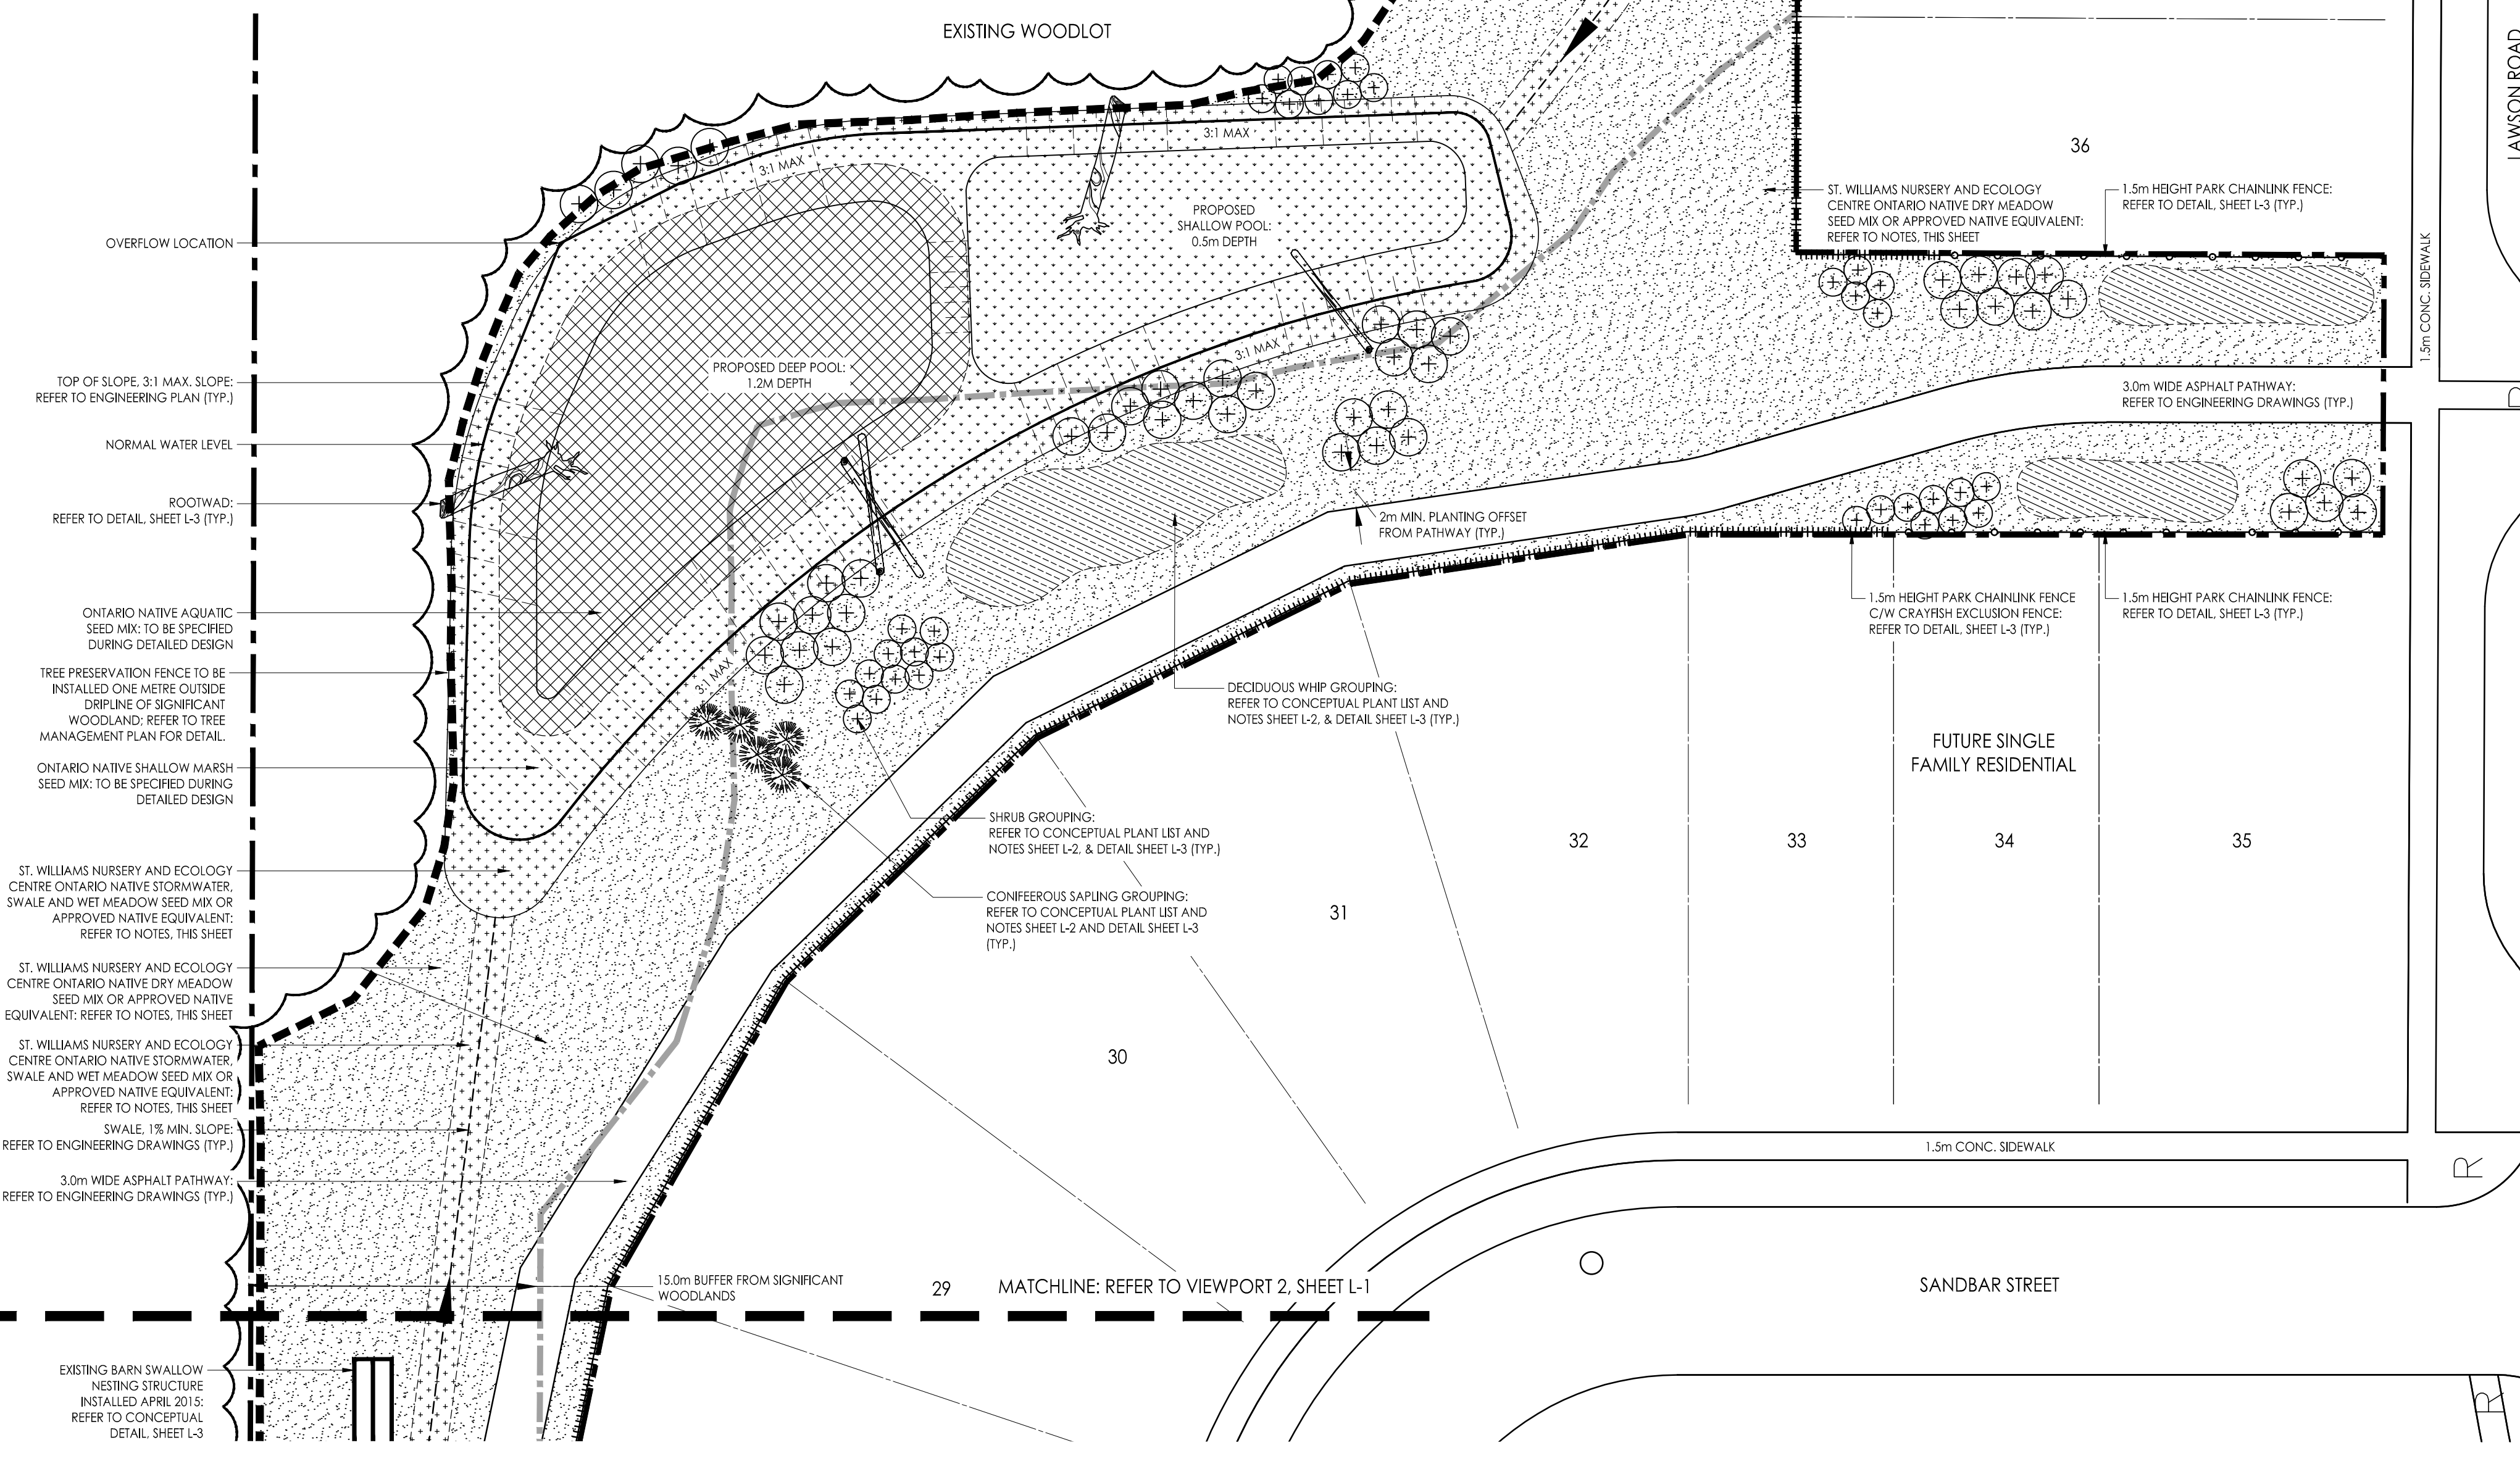 EXISTING WOODLOT
LAWSON ROAD
3:1 MAX
3:1 MAX
36
ST. WILLIAMS NURSERY AND ECOLOGY
CENTRE ONTARIO NATIVE DRY MEADOW
SEED MIX OR APPROVED NATIVE EQUIVALENT:
REFER TO NOTES, THIS SHEET
1.5m HEIGHT PARK CHAINLINK FENCE:
REFER TO DETAIL, SHEET L-3 (TYP.)
PROPOSED
SHALLOW POOL:
0.5m DEPTH
OVERFLOW LOCATION
1.5m CONC. SIDEWALK
3:1 MAX
PROPOSED DEEP POOL:
1.2M DEPTH
TOP OF SLOPE, 3:1 MAX. SLOPE:
REFER TO ENGINEERING PLAN (TYP.)
3.0m WIDE ASPHALT PATHWAY:
REFER TO ENGINEERING DRAWINGS (TYP.)
NORMAL WATER LEVEL
ROOTWAD:
REFER TO DETAIL, SHEET L-3 (TYP.)
2m MIN. PLANTING OFFSET
FROM PATHWAY (TYP.)
ONTARIO NATIVE AQUATIC
SEED MIX: TO BE SPECIFIED
DURING DETAILED DESIGN
1.5m HEIGHT PARK CHAINLINK FENCE
C/W CRAYFISH EXCLUSION FENCE:
REFER TO DETAIL, SHEET L-3 (TYP.)
1.5m HEIGHT PARK CHAINLINK FENCE:
REFER TO DETAIL, SHEET L-3 (TYP.)
TREE PRESERVATION FENCE TO BE
INSTALLED ONE METRE OUTSIDE
DRIPLINE OF SIGNIFICANT
WOODLAND; REFER TO TREE
MANAGEMENT PLAN FOR DETAIL.
3:1 MAX
DECIDUOUS WHIP GROUPING:
REFER TO CONCEPTUAL PLANT LIST AND
NOTES SHEET L-2, & DETAIL SHEET L-3 (TYP.)
FUTURE SINGLE
FAMILY RESIDENTIAL
ONTARIO NATIVE SHALLOW MARSH
SEED MIX: TO BE SPECIFIED DURING
DETAILED DESIGN
SHRUB GROUPING:
REFER TO CONCEPTUAL PLANT LIST AND
NOTES SHEET L-2, & DETAIL SHEET L-3 (TYP.)
32
33
34
35
ST. WILLIAMS NURSERY AND ECOLOGY
CENTRE ONTARIO NATIVE STORMWATER,
SWALE AND WET MEADOW SEED MIX OR
APPROVED NATIVE EQUIVALENT:
REFER TO NOTES, THIS SHEET
CONIFEEROUS SAPLING GROUPING:
REFER TO CONCEPTUAL PLANT LIST AND
NOTES SHEET L-2 AND DETAIL SHEET L-3
(TYP.)
31
ST. WILLIAMS NURSERY AND ECOLOGY
CENTRE ONTARIO NATIVE DRY MEADOW
SEED MIX OR APPROVED NATIVE
EQUIVALENT: REFER TO NOTES, THIS SHEET
30
ST. WILLIAMS NURSERY AND ECOLOGY
CENTRE ONTARIO NATIVE STORMWATER,
SWALE AND WET MEADOW SEED MIX OR
APPROVED NATIVE EQUIVALENT:
REFER TO NOTES, THIS SHEET
SWALE, 1% MIN. SLOPE:
REFER TO ENGINEERING DRAWINGS (TYP.)
1.5m CONC. SIDEWALK
R
3.0m WIDE ASPHALT PATHWAY:
REFER TO ENGINEERING DRAWINGS (TYP.)
15.0m BUFFER FROM SIGNIFICANT
WOODLANDS
29
MATCHLINE: REFER TO VIEWPORT 2, SHEET L-1
SANDBAR STREET
EXISTING BARN SWALLOW
NESTING STRUCTURE
INSTALLED APRIL 2015:
REFER TO CONCEPTUAL
DETAIL, SHEET L-3
R